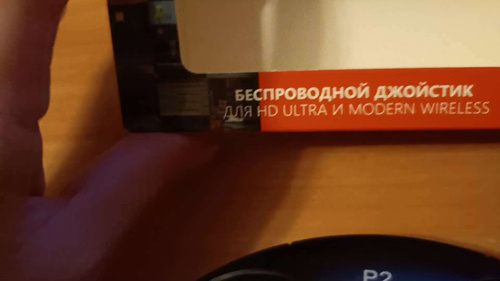 БЕСПРОВОДНОЙ ДЖОЙСТИК
ДЛЯ HD ULTRA И MODERN WIRELESS
P2